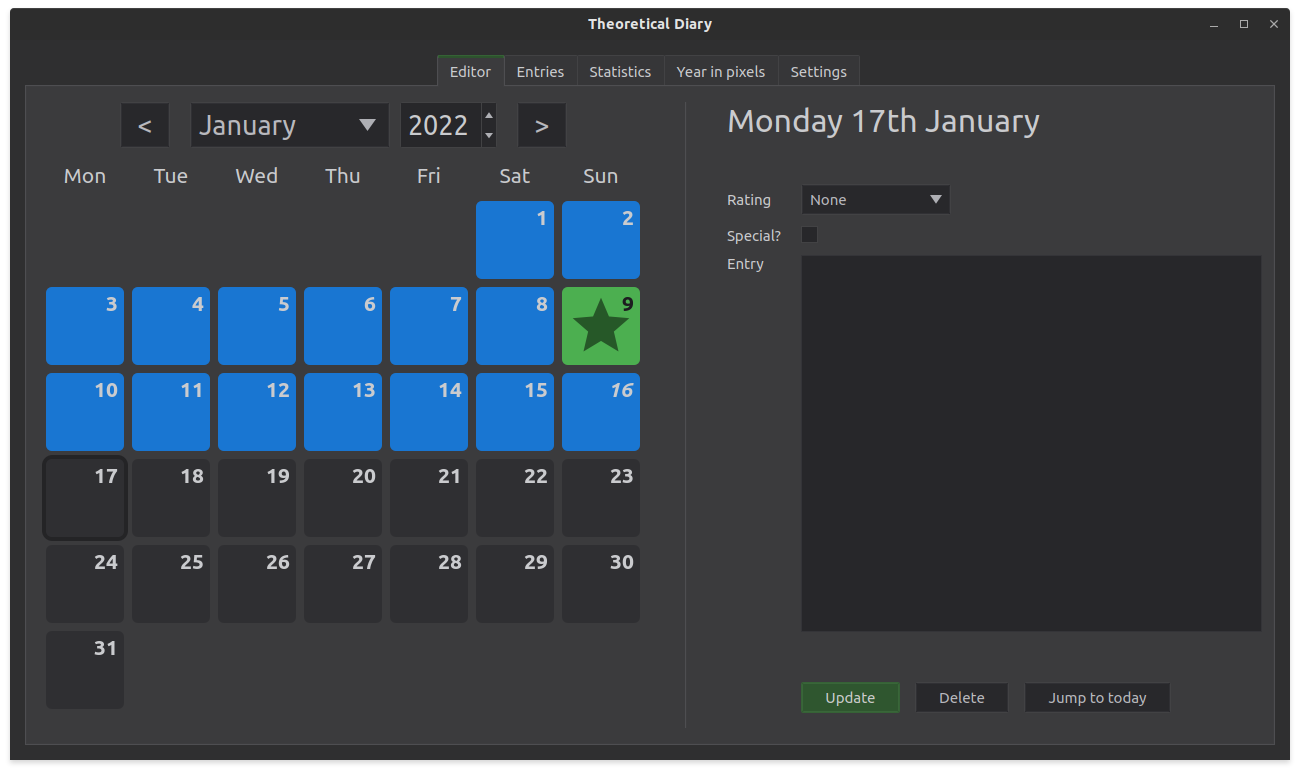 Theoretical Diary
Editor Entries Statistics Year in pixels Settings
< January 2022 >
Mon Tue Wed Thu Fri Sat Sun
1 2
3 4 5 6 7 8 9
10 11 12 13 14 15 16
17 18 19 20 21 22 23
24 25 26 27 28 29 30
31
Monday 17th January
Rating None
Special?
Entry
Update Delete Jump to today